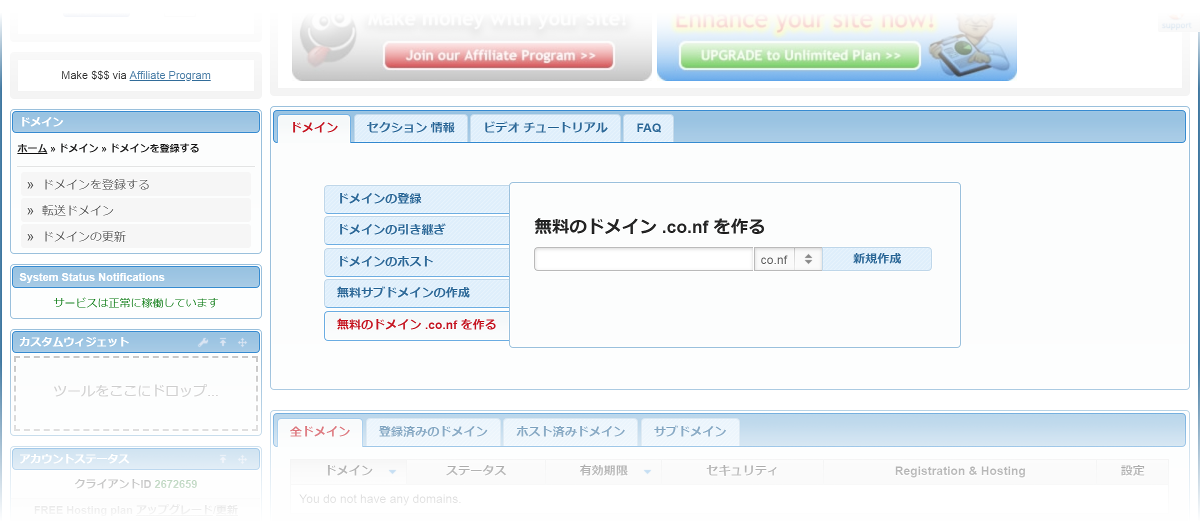 Make money with your site!
Join our Affiliate Program >>
Enhance your site now!
UPGRADE to Unlimited Plan >>
Make $$$ via Affiliate Program
ドメイン
ホーム » ドメイン » ドメインを登録する
» ドメインを登録する
» 転送ドメイン
» ドメインの更新
System Status Notifications
サービスは正常に稼働しています
カスタムウィジェット
ツールをここにドロップ...
アカウントステータス
クライアントID 2672659
FREE Hosting plan アップグレード/更新
ドメイン セクション 情報 ビデオ チュートリアル FAQ
ドメインの登録
ドメインの引き継ぎ
ドメインのホスト
無料サブドメインの作成
無料のドメイン .co.nf を作る
無料のドメイン .co.nf を作る
co.nf 新規作成
全ドメイン 登録済みのドメイン ホスト済みドメイン サブドメイン
ドメイン ステータス 有効期限 セキュリティ Registration & Hosting 設定
You do not have any domains.